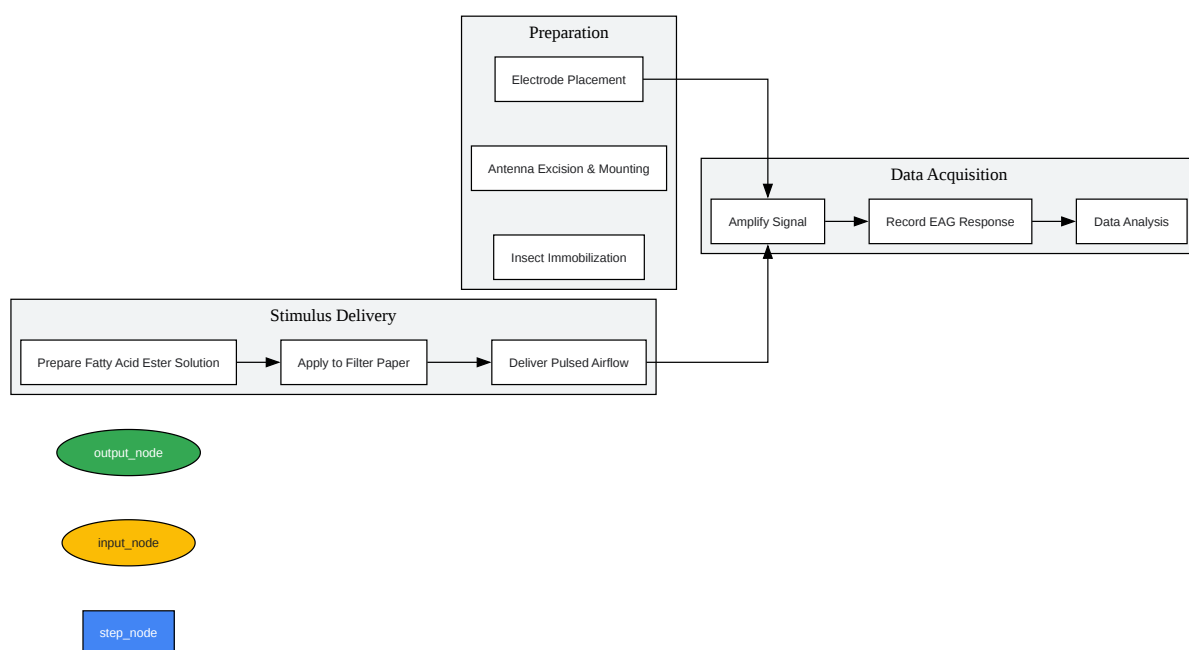 Preparation
Electrode Placement
Antenna Excision & Mounting
Insect Immobilization
Data Acquisition
Amplify Signal
Record EAG Response
Data Analysis
Stimulus Delivery
Prepare Fatty Acid Ester Solution
Apply to Filter Paper
Deliver Pulsed Airflow
output_node
input_node
step_node